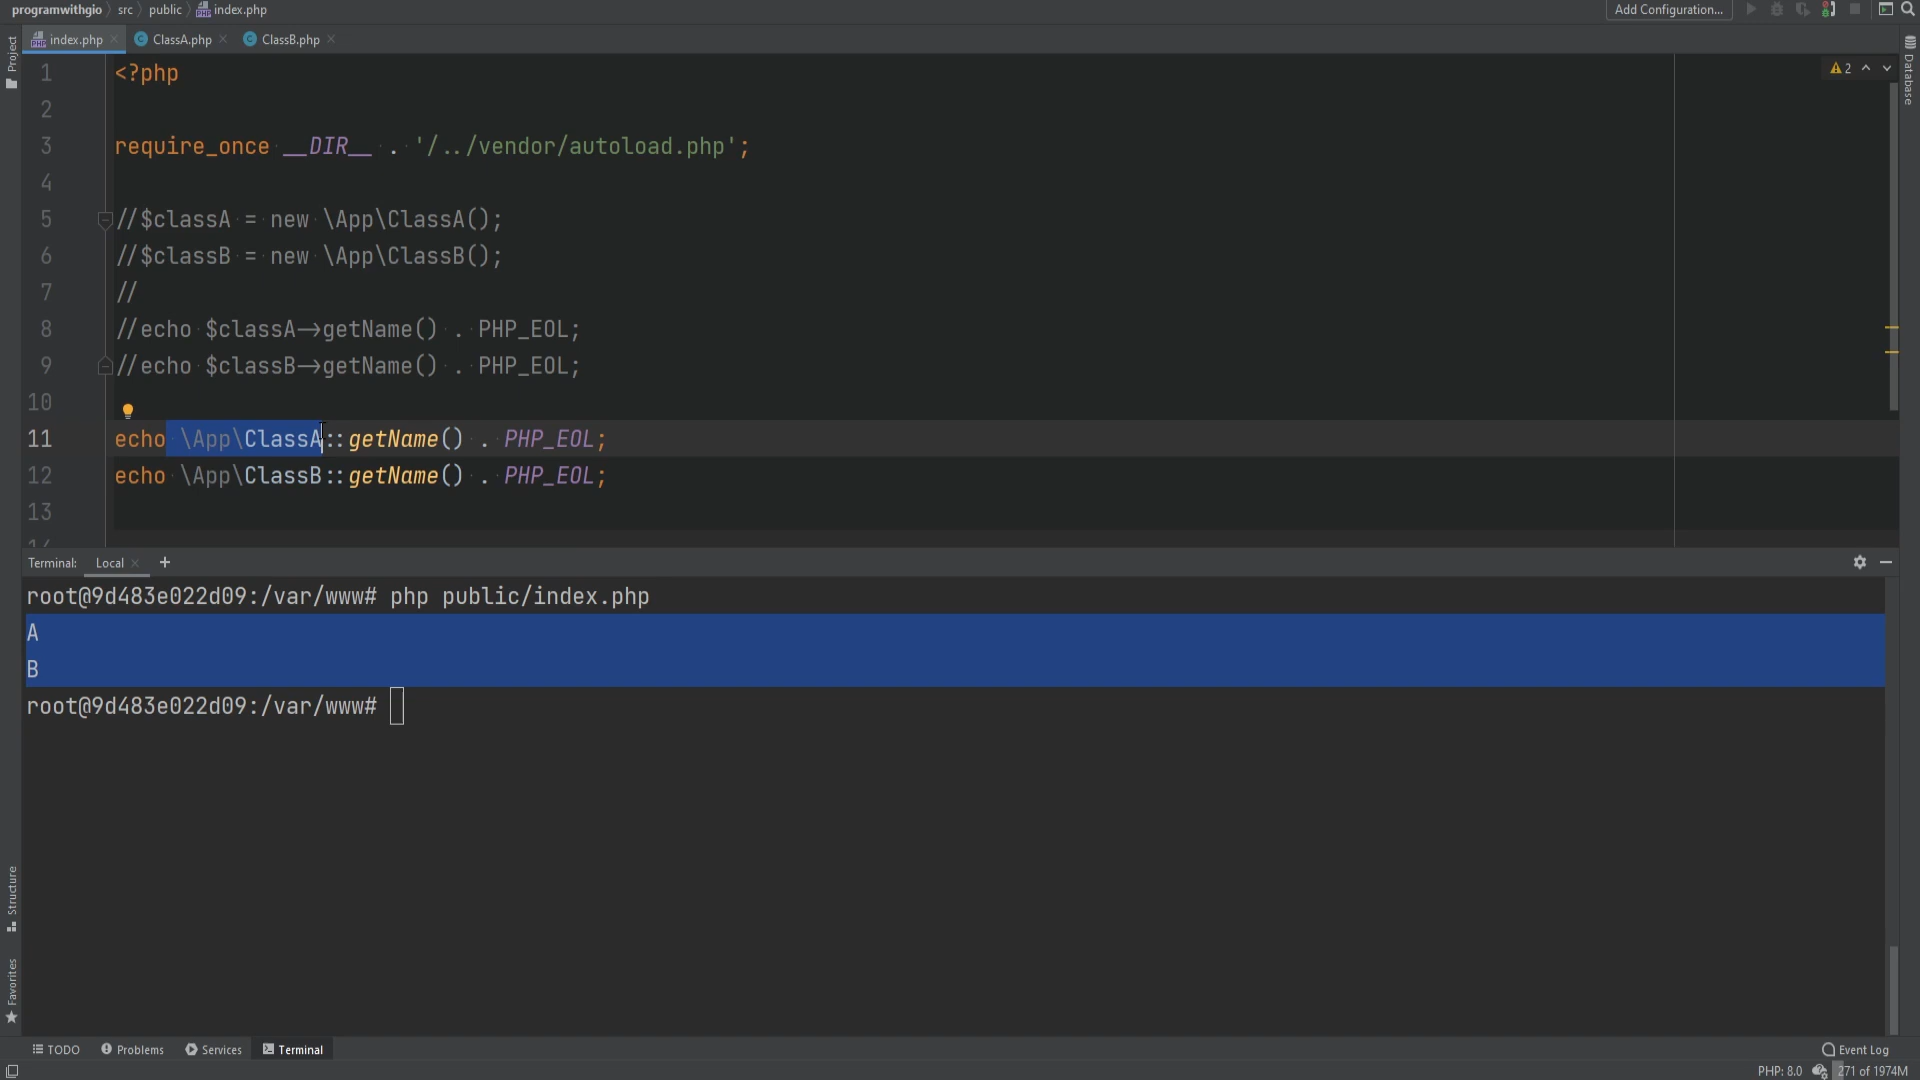 programwithgio src public index.php Add Configuration...
index.php ClassA.php ClassB.php
Project
Database
2
1 <?php
2
3 require_once __DIR__ . '/../vendor/autoload.php';
4
5 //$classA = new \App\ClassA();
6 //$classB = new \App\ClassB();
7 //
8 //echo $classA->getName() . PHP_EOL;
9 //echo $classB->getName() . PHP_EOL;
10
11 echo \App\ClassA::getName() . PHP_EOL;
12 echo \App\ClassB::getName() . PHP_EOL;
13
14
Terminal: Local +
root@9d483e022d09:/var/www# php public/index.php
A
B
root@9d483e022d09:/var/www#
Structure
Favorites
TODO Problems Services Terminal Event Log
PHP: 8.0 271 of 1974M